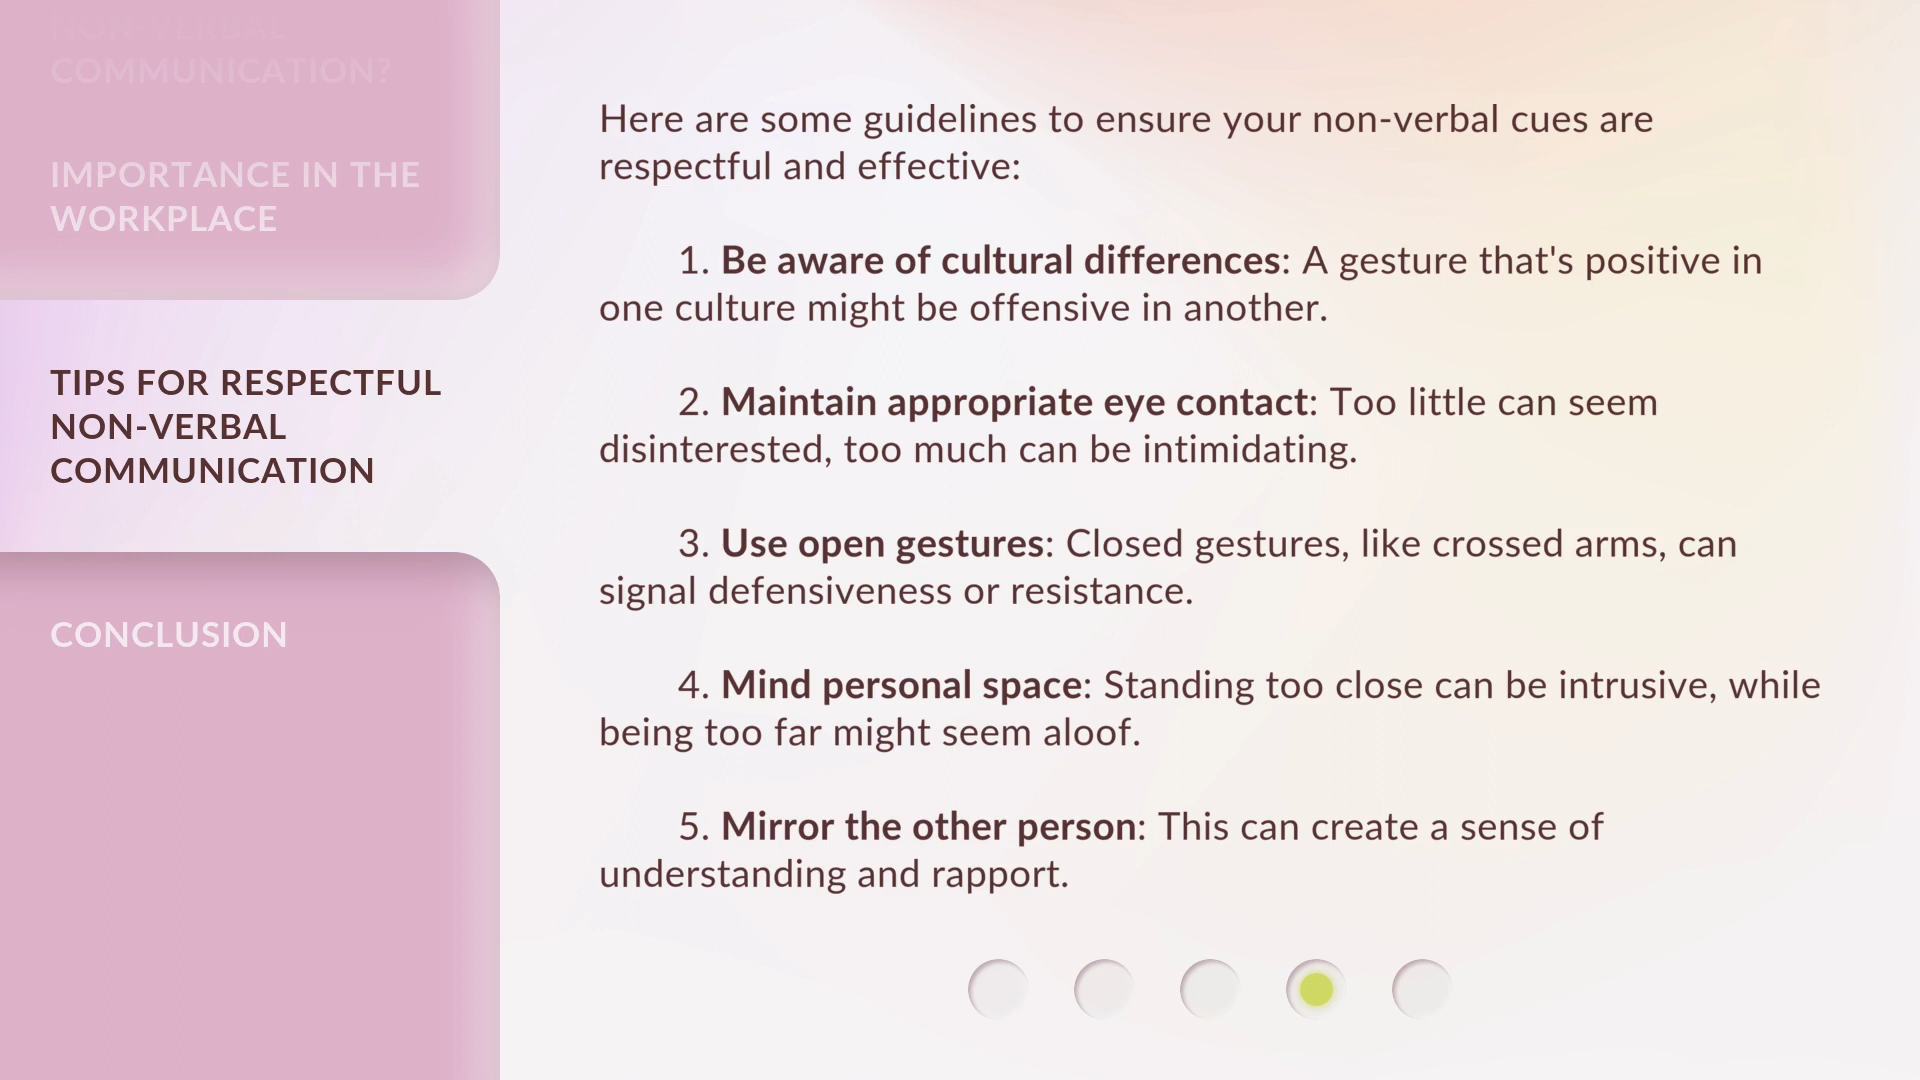 NON-VERBAL
COMMUNICATION?
IMPORTANCE IN THE
WORKPLACE
TIPS FOR RESPECTFUL
NON-VERBAL
COMMUNICATION
CONCLUSION
Here are some guidelines to ensure your non-verbal cues are
respectful and effective:
1. Be aware of cultural differences: A gesture that's positive in
one culture might be offensive in another.
2. Maintain appropriate eye contact: Too little can seem
disinterested, too much can be intimidating.
3. Use open gestures: Closed gestures, like crossed arms, can
signal defensiveness or resistance.
4. Mind personal space: Standing too close can be intrusive, while
being too far might seem aloof.
5. Mirror the other person: This can create a sense of
understanding and rapport.